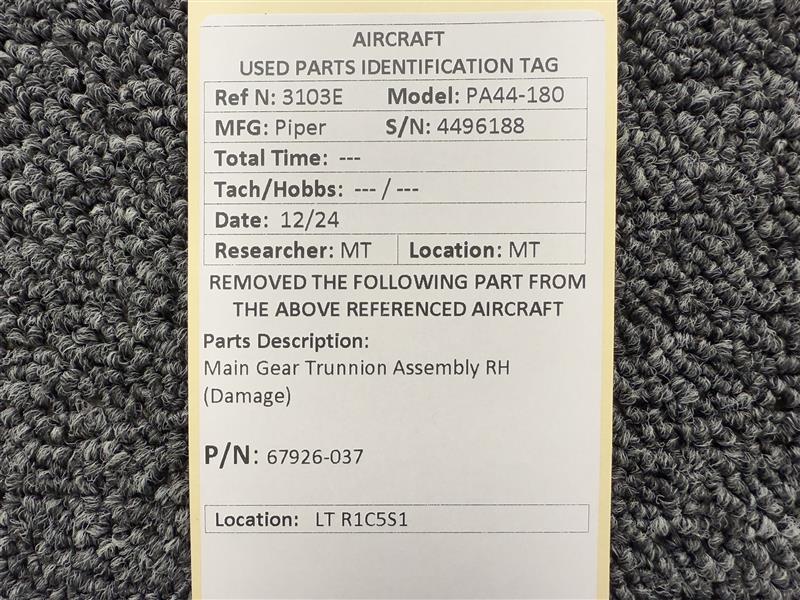 AIRCRAFT
USED PARTS IDENTIFICATION TAG
Ref N: 3103E Model: PA44-180
MFG: Piper S/N: 4496188
Total Time: ---
Tach/Hobbs: --- / ---
Date: 12/24
Researcher: MT Location: MT
REMOVED THE FOLLOWING PART FROM
THE ABOVE REFERENCED AIRCRAFT
Parts Description:
Main Gear Trunnion Assembly RH
(Damage)
P/N: 67926-037
Location: LT R1C5S1